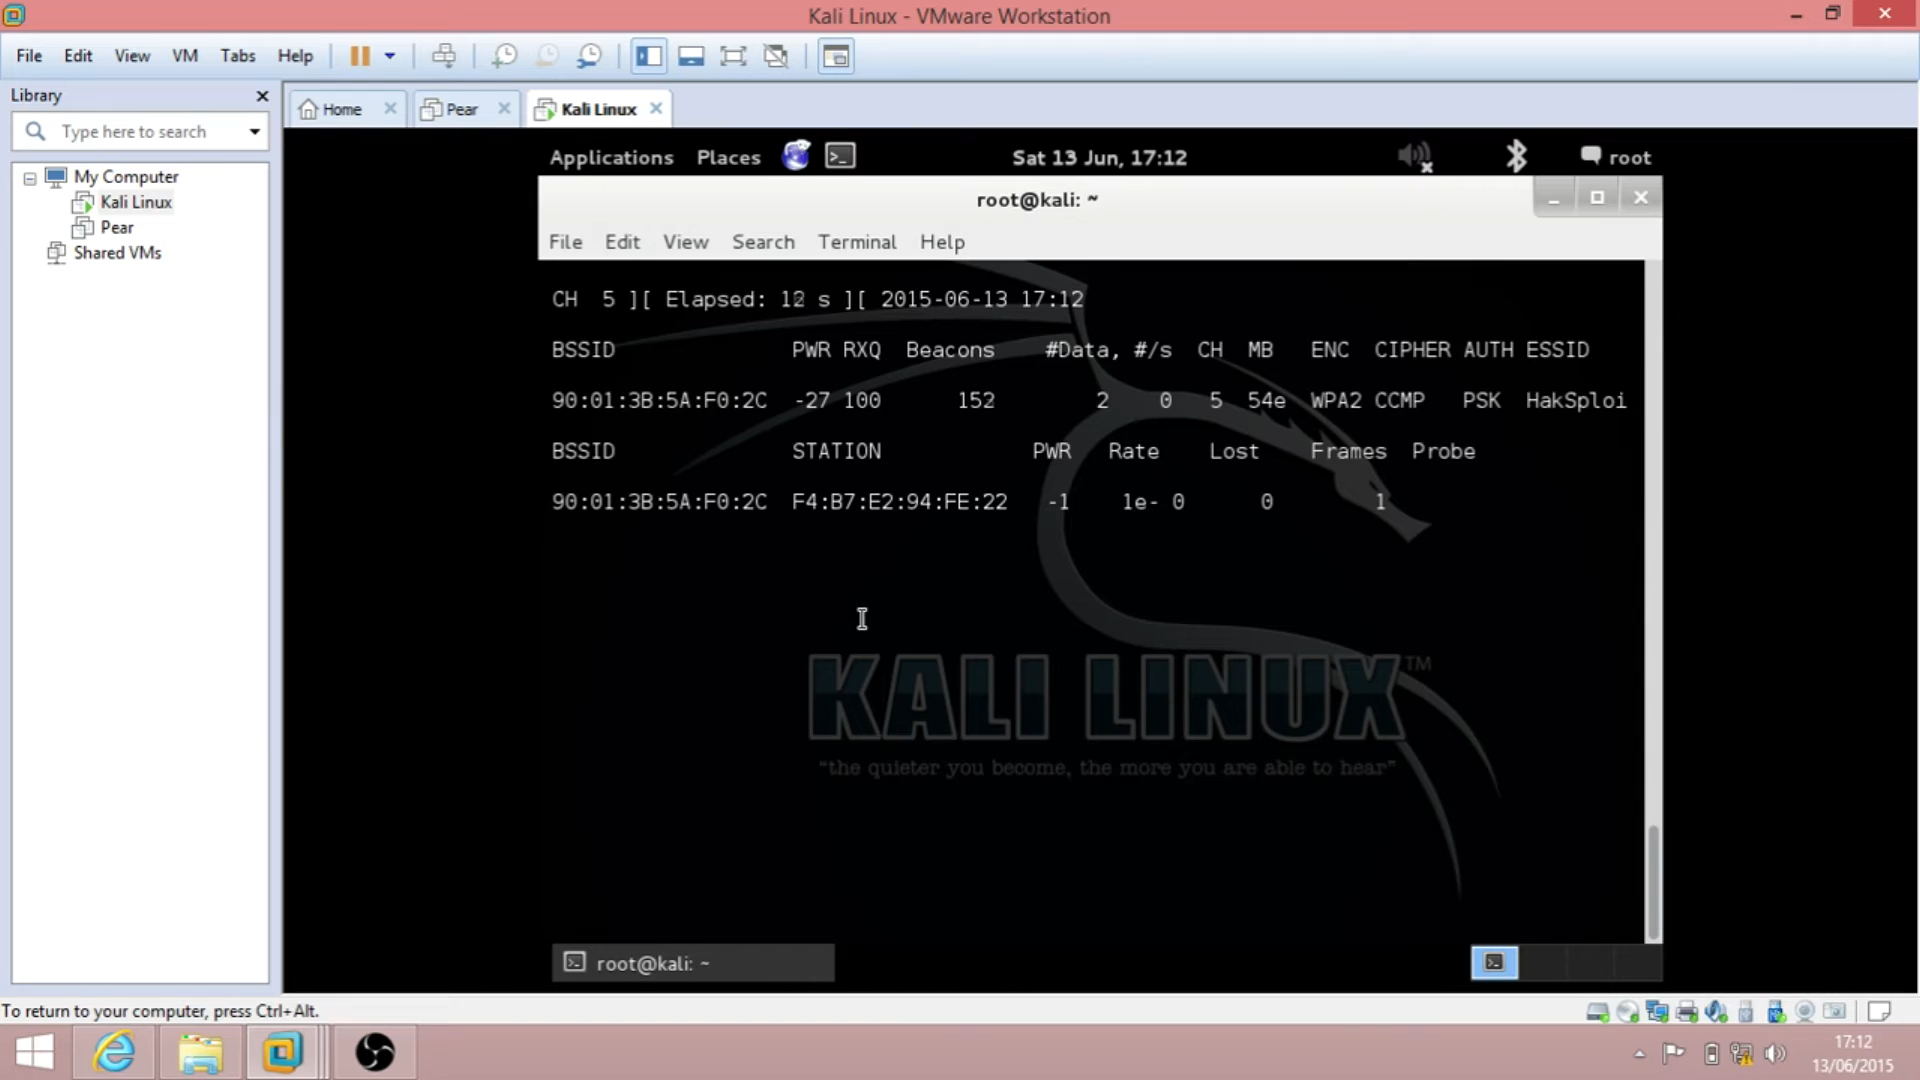 Kali Linux - VMware Workstation
File Edit View VM Tabs Help
Library
Home
Pear
Kali Linux
Type here to search
My Computer
Kali Linux
Pear
Shared VMs
Applications Places
Sat 13 Jun, 17:12
root
root@kali: ~
File Edit View Search Terminal Help
CH 5 ][ Elapsed: 12 s ][ 2015-06-13 17:12
BSSID PWR RXQ Beacons #Data, #/s CH MB ENC CIPHER AUTH ESSID
90:01:3B:5A:F0:2C -27 100 152 2 0 5 54e WPA2 CCMP PSK HakSploi
BSSID STATION PWR Rate Lost Frames Probe
90:01:3B:5A:F0:2C F4:B7:E2:94:FE:22 -1 1e- 0 0 1
KALI LINUX™
"the quieter you become, the more you are able to hear"
root@kali: ~
To return to your computer, press Ctrl+Alt.
17:12
13/06/2015